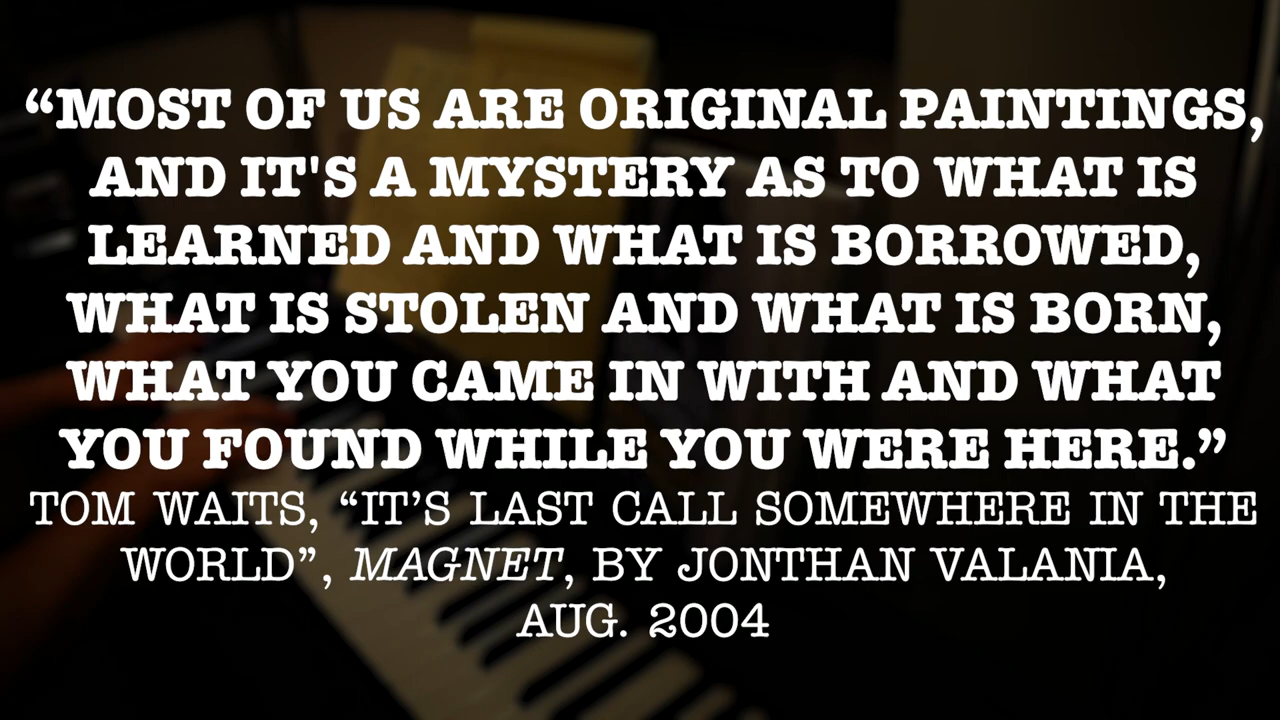 “MOST OF US ARE ORIGINAL PAINTINGS,
AND IT'S A MYSTERY AS TO WHAT IS
LEARNED AND WHAT IS BORROWED,
WHAT IS STOLEN AND WHAT IS BORN,
WHAT YOU CAME IN WITH AND WHAT
YOU FOUND WHILE YOU WERE HERE.”
TOM WAITS, “IT’S LAST CALL SOMEWHERE IN THE
WORLD”, MAGNET, BY JONTHAN VALANIA,
AUG. 2004